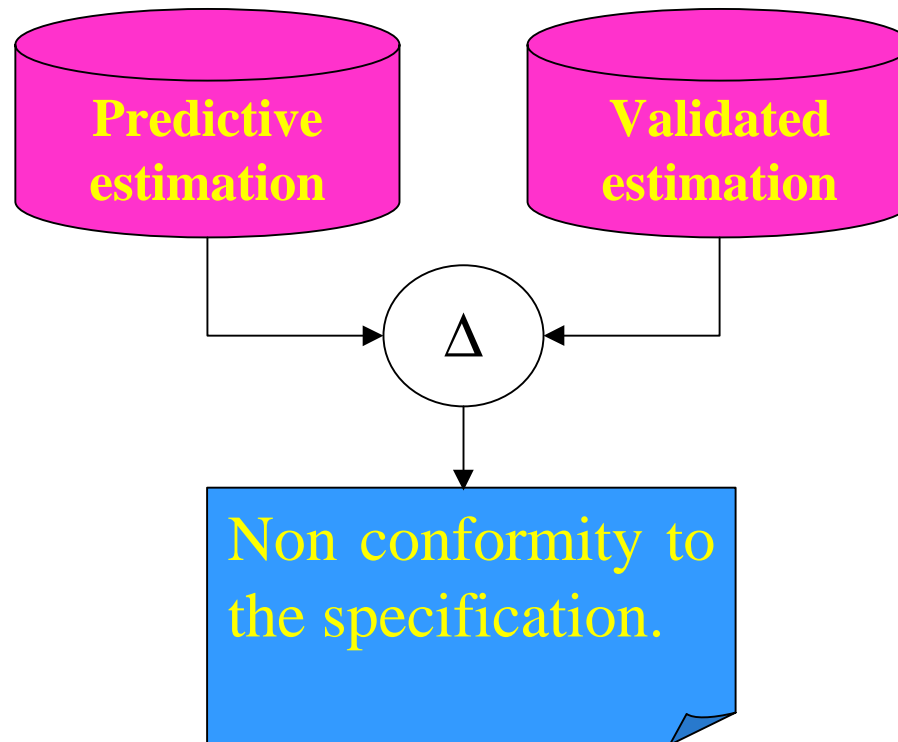 Predictive
estimation
Validated
estimation
Δ
Non conformity to
the specification.